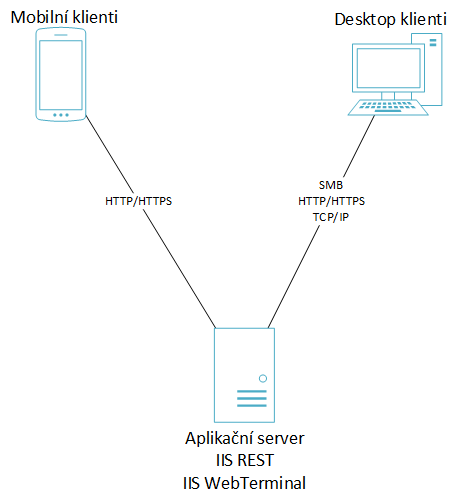 Mobilní klienti
Desktop klienti
HTTP/HTTPS
SMB
HTTP/HTTPS
TCP/IP
Aplikační server
IIS REST
IIS WebTerminal